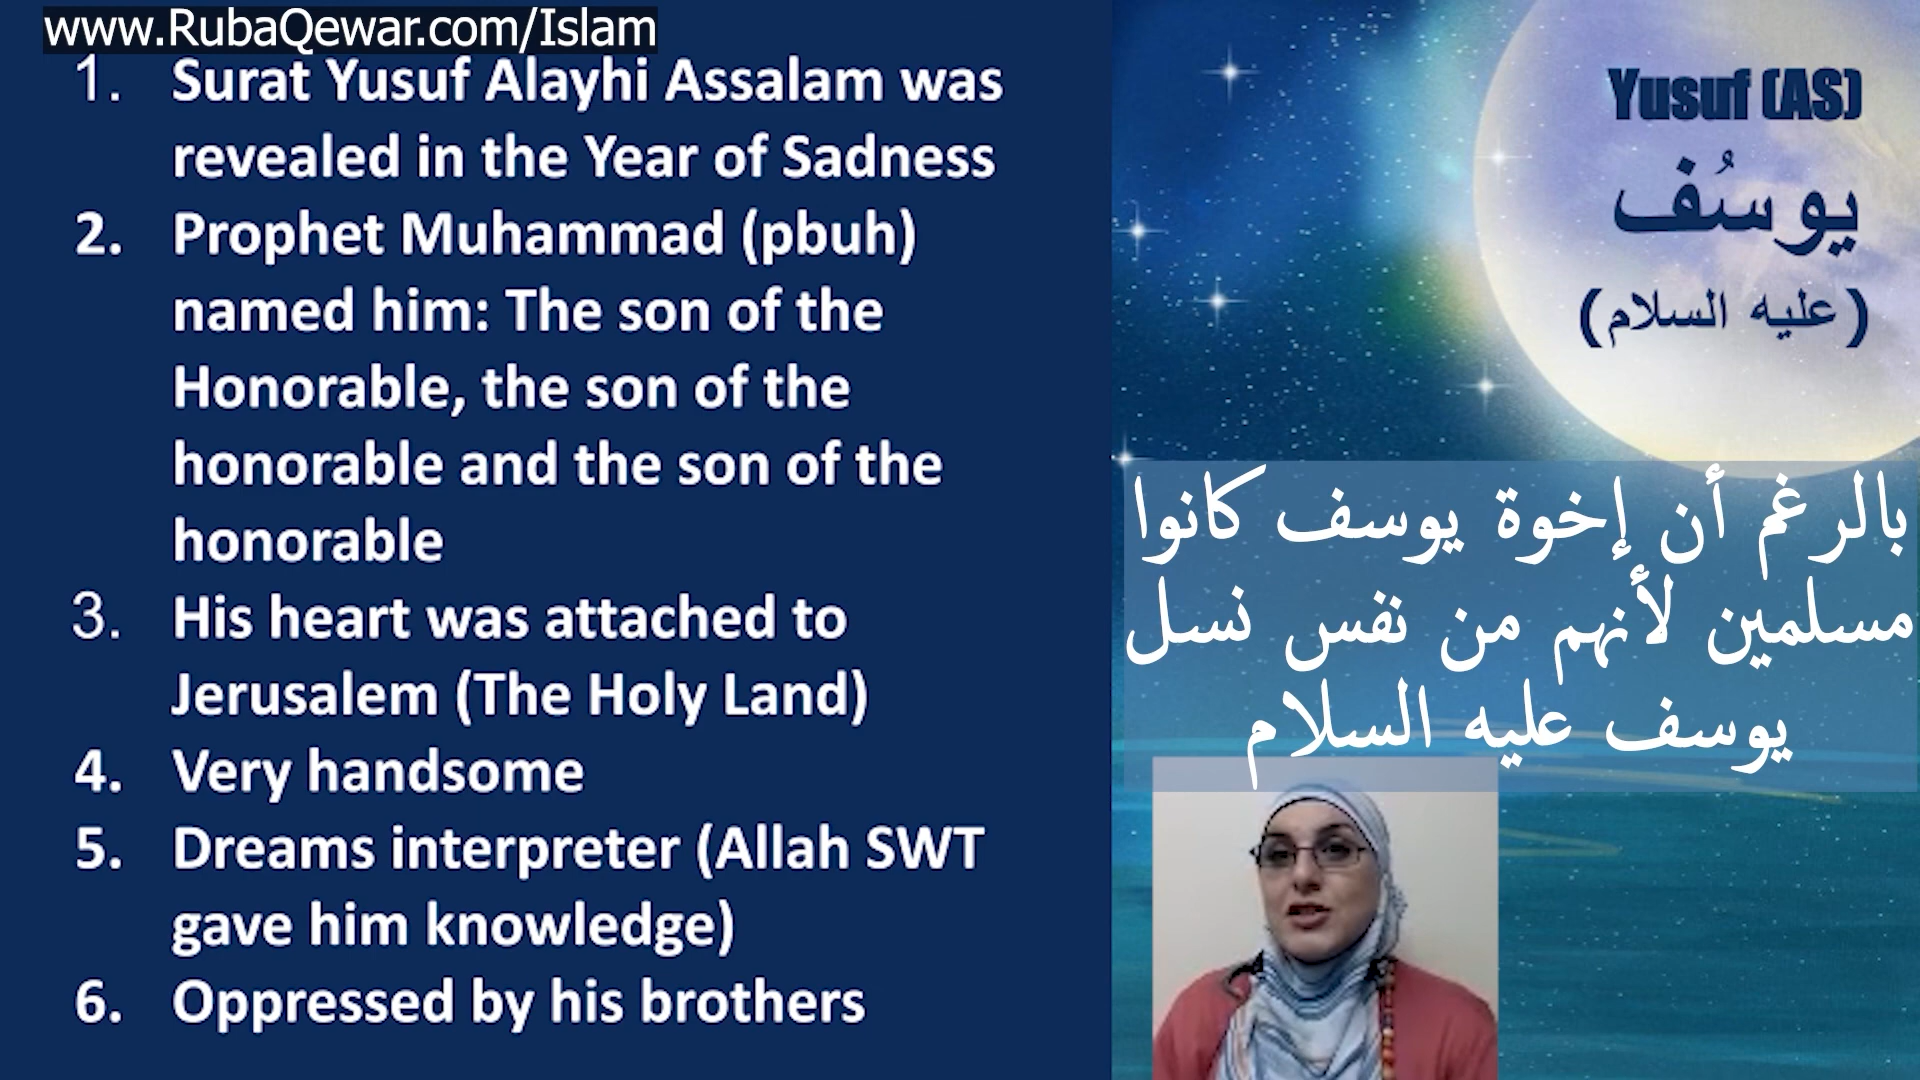 www.RubaQewar.com/Islam
1. Surat Yusuf Alayhi Assalam was
revealed in the Year of Sadness
2. Prophet Muhammad (pbuh)
named him: The son of the
Honorable, the son of the
honorable and the son of the
honorable
3. His heart was attached to
Jerusalem (The Holy Land)
4. Very handsome
5. Dreams interpreter (Allah SWT
gave him knowledge)
6. Oppressed by his brothers
Yusuf (AS)
يوسُف
(عليه السلام)
بالرغم أن إخوة يوسف كانوا
مسلمين لأنهم من نفس نسل
يوسف عليه السلام